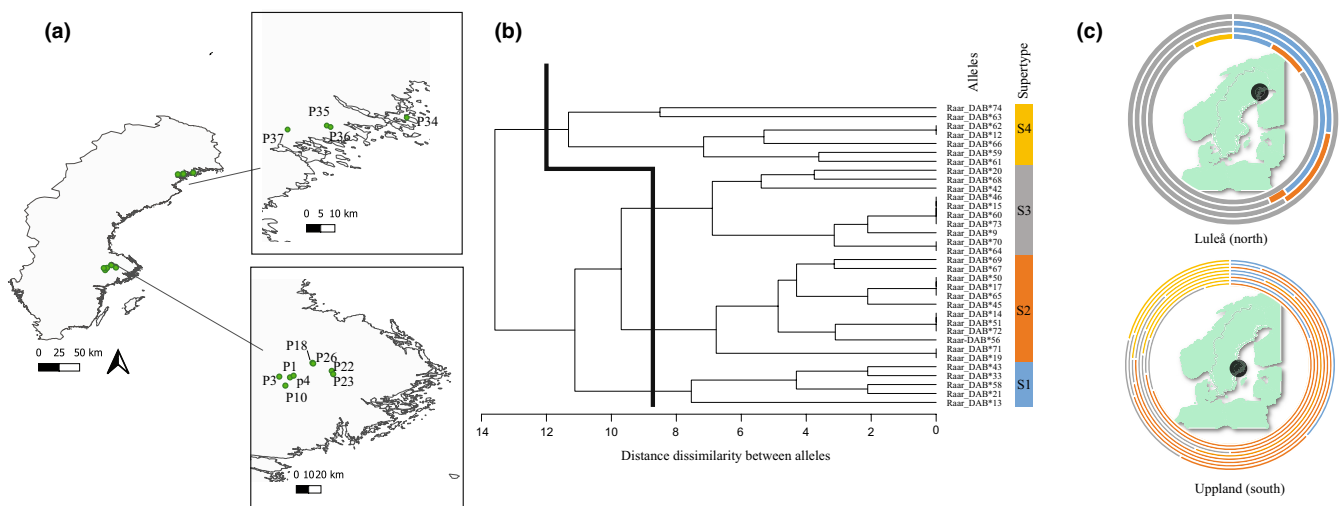 (a)
P35
P34
P37
P36
0 5 10 km
0 25 50 km
P18
P26
P1
P22
P3
p4
P23
P10
0 1020 km
(b)
Alleles
Supertype
Raar_DAB*74
Raar_DAB*63
Raar_DAB*62
Raar_DAB*12
Raar_DAB*66
Raar_DAB*59
Raar_DAB*61
Raar_DAB*20
Raar_DAB*68
Raar_DAB*42
Raar_DAB*46
Raar_DAB*15
Raar_DAB*60
Raar_DAB*73
Raar_DAB*9
Raar_DAB*70
Raar_DAB*64
Raar_DAB*69
Raar_DAB*67
Raar_DAB*50
Raar_DAB*17
Raar_DAB*65
Raar_DAB*45
Raar_DAB*14
Raar_DAB*51
Raar_DAB*72
Raar-DAB*56
Raar_DAB*71
Raar_DAB*19
Raar_DAB*43
Raar_DAB*33
Raar_DAB*58
Raar_DAB*21
Raar_DAB*13
S4
S3
S2
S1
14 12 10 8 6 4 2 0
Distance dissimilarity between alleles
(c)
Luleå (north)
Uppland (south)